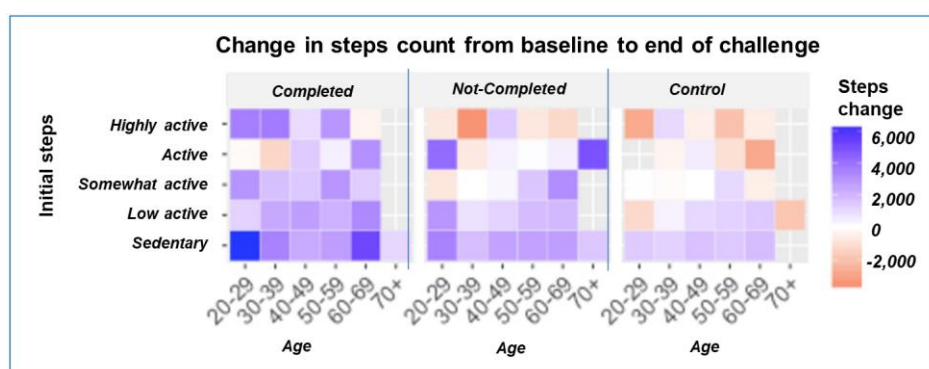 Change in steps count from baseline to end of challenge
Completed
Not-Completed
Control
Steps
change
6,000
4,000
2,000
0
-2,000
Initial steps
Highly active
Active
Somewhat active
Low active
Sedentary
20-29
30-39
40-49
50-59
60-69
70+
20-29
30-39
40-49
50-59
60-69
70+
20-29
30-39
40-49
50-59
60-69
70+
Age
Age
Age